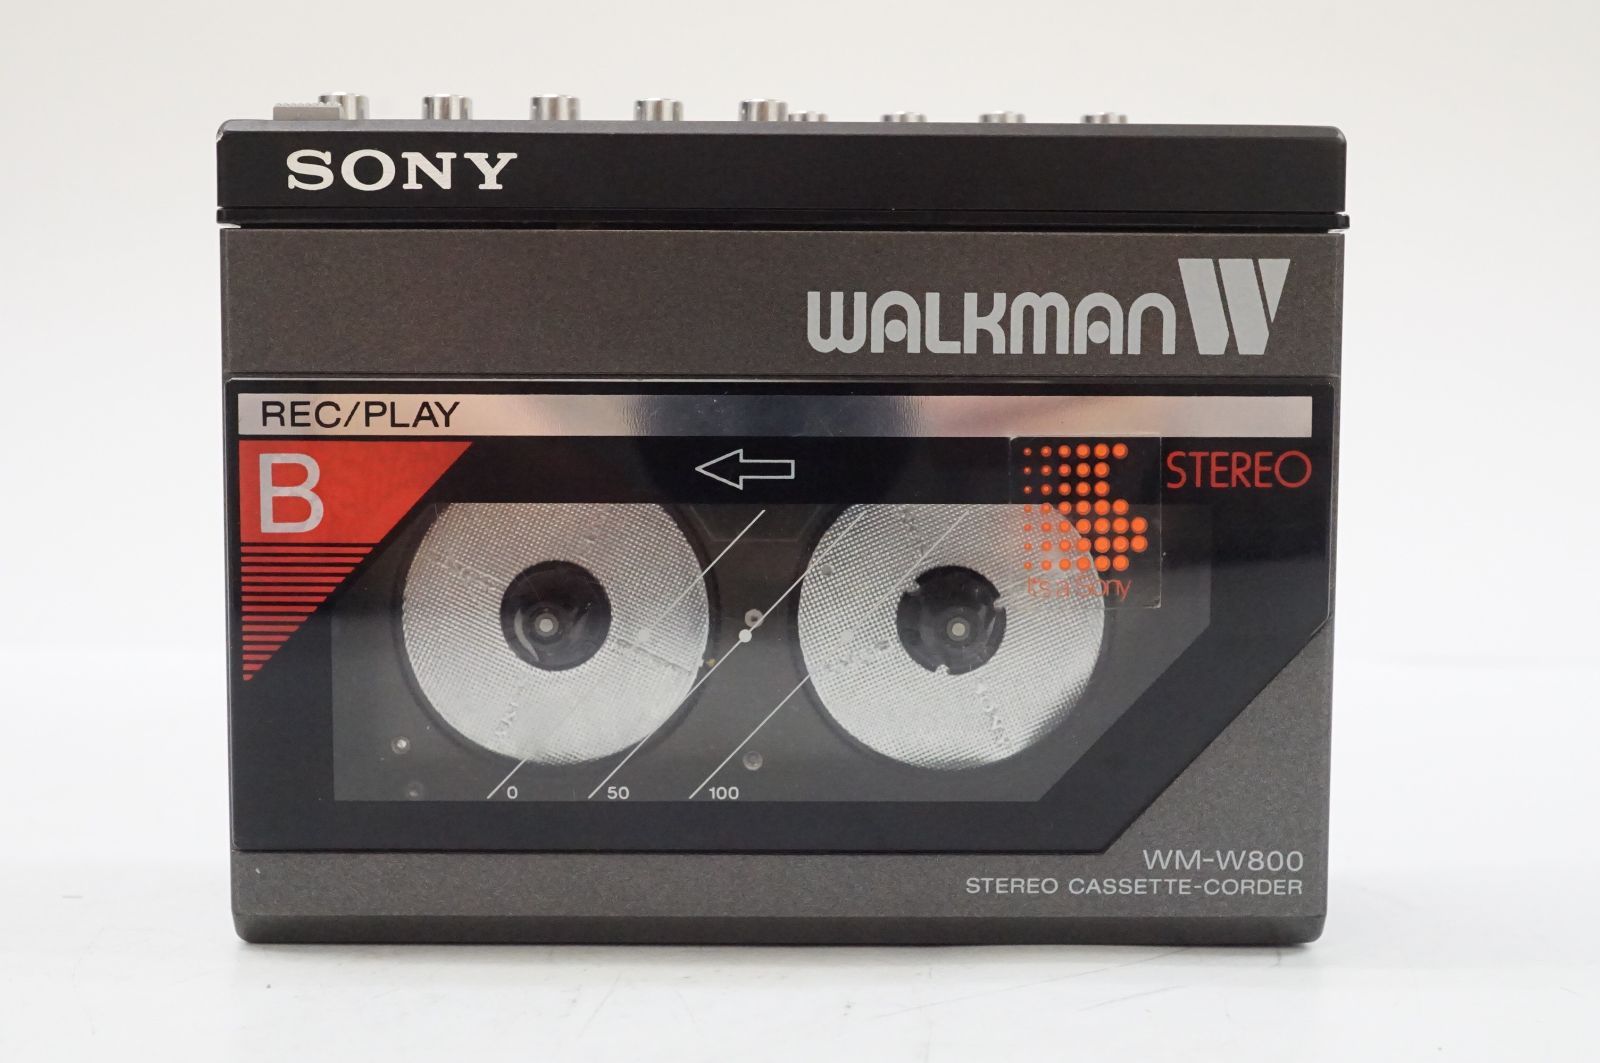 SONY
WALKMAN W
REC/PLAY
B
STEREO
It's a Sony
0 50 100
WM-W800
STEREO CASSETTE-CORDER